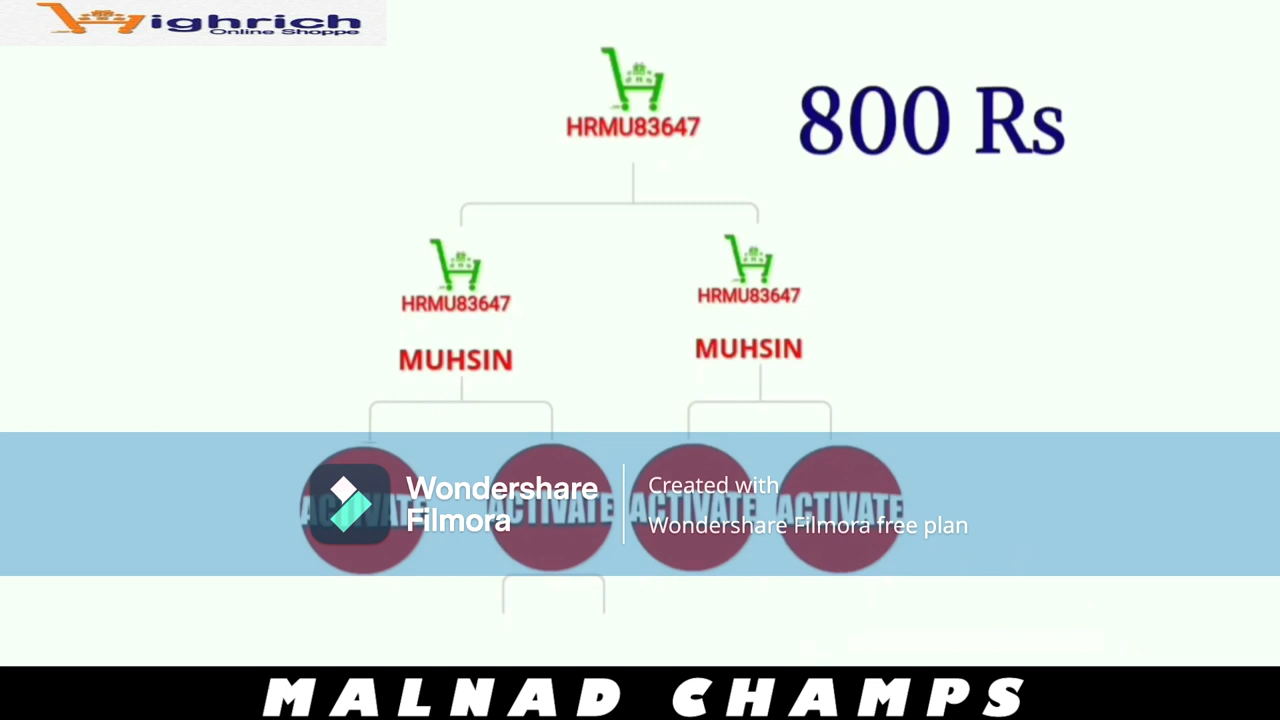 Highrich
Online Shoppe
HRMU83647
800 Rs
HRMU83647
HRMU83647
MUHSIN
MUHSIN
ACTIVATE
ACTIVATE
ACTIVATE
ACTIVATE
Wondershare
Filmora
Created with
Wondershare Filmora free plan
MALNAD CHAMPS